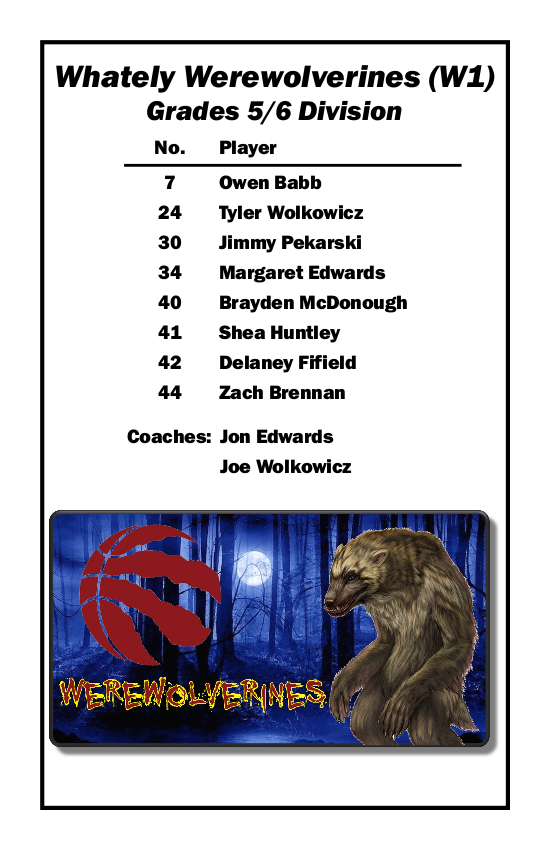 Whately Werewolverines (W1)
Grades 5/6 Division
No. Player
7 Owen Babb
24 Tyler Wolkowicz
30 Jimmy Pekarski
34 Margaret Edwards
40 Brayden McDonough
41 Shea Huntley
42 Delaney Fifield
44 Zach Brennan
Coaches: Jon Edwards
Joe Wolkowicz
WEREWOLVERINES